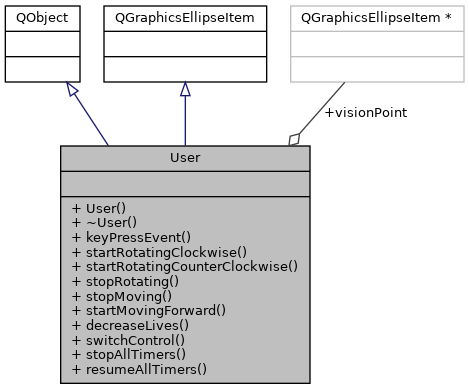 QObject
QGraphicsEllipseItem
QGraphicsEllipseItem *
+visionPoint
User
+ User()
+ ~User()
+ keyPressEvent()
+ startRotatingClockwise()
+ startRotatingCounterClockwise()
+ stopRotating()
+ stopMoving()
+ startMovingForward()
+ decreaseLives()
+ switchControl()
+ stopAllTimers()
+ resumeAllTimers()